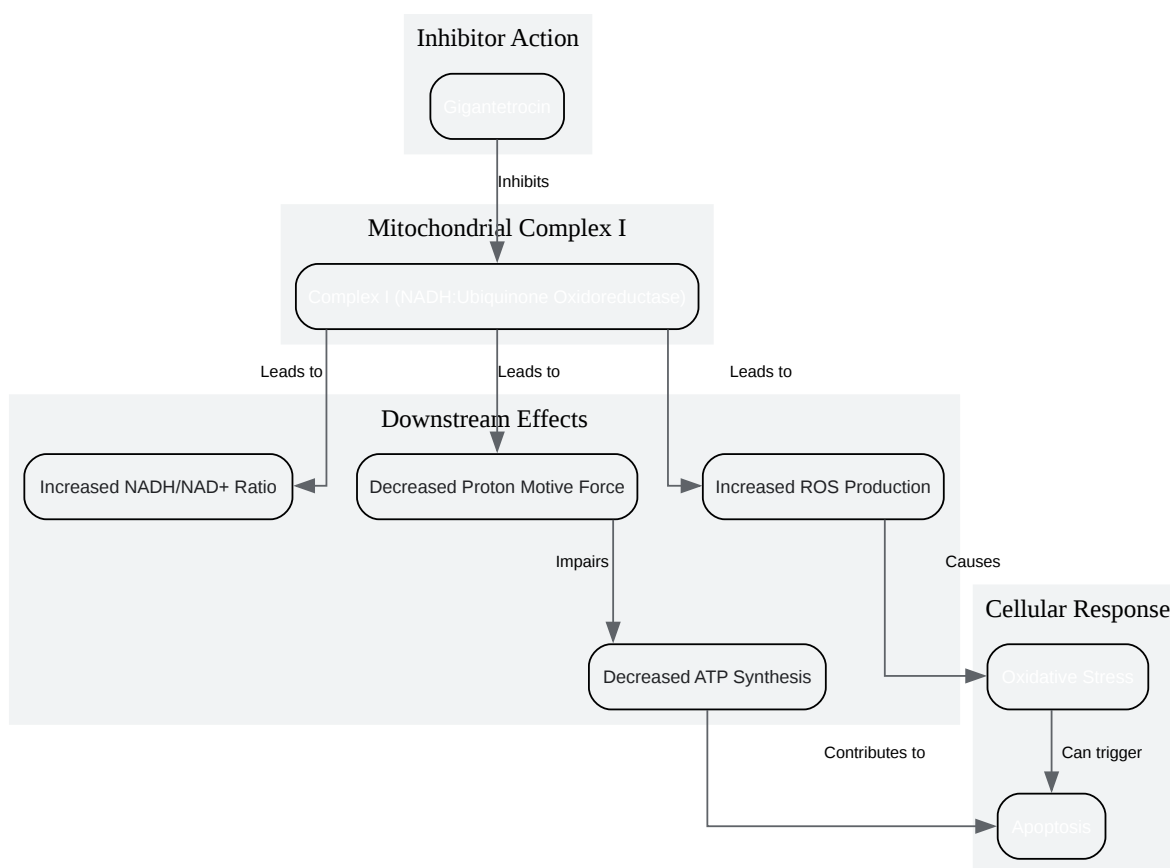 Inhibitor Action
Gigantetrocin
Inhibits
Mitochondrial Complex I
Complex I (NADH:Ubiquinone Oxidoreductase)
Leads to
Leads to
Leads to
Downstream Effects
Increased NADH/NAD+ Ratio
Decreased Proton Motive Force
Increased ROS Production
Impairs
Causes
Cellular Response
Decreased ATP Synthesis
Oxidative Stress
Contributes to
Can trigger
Apoptosis